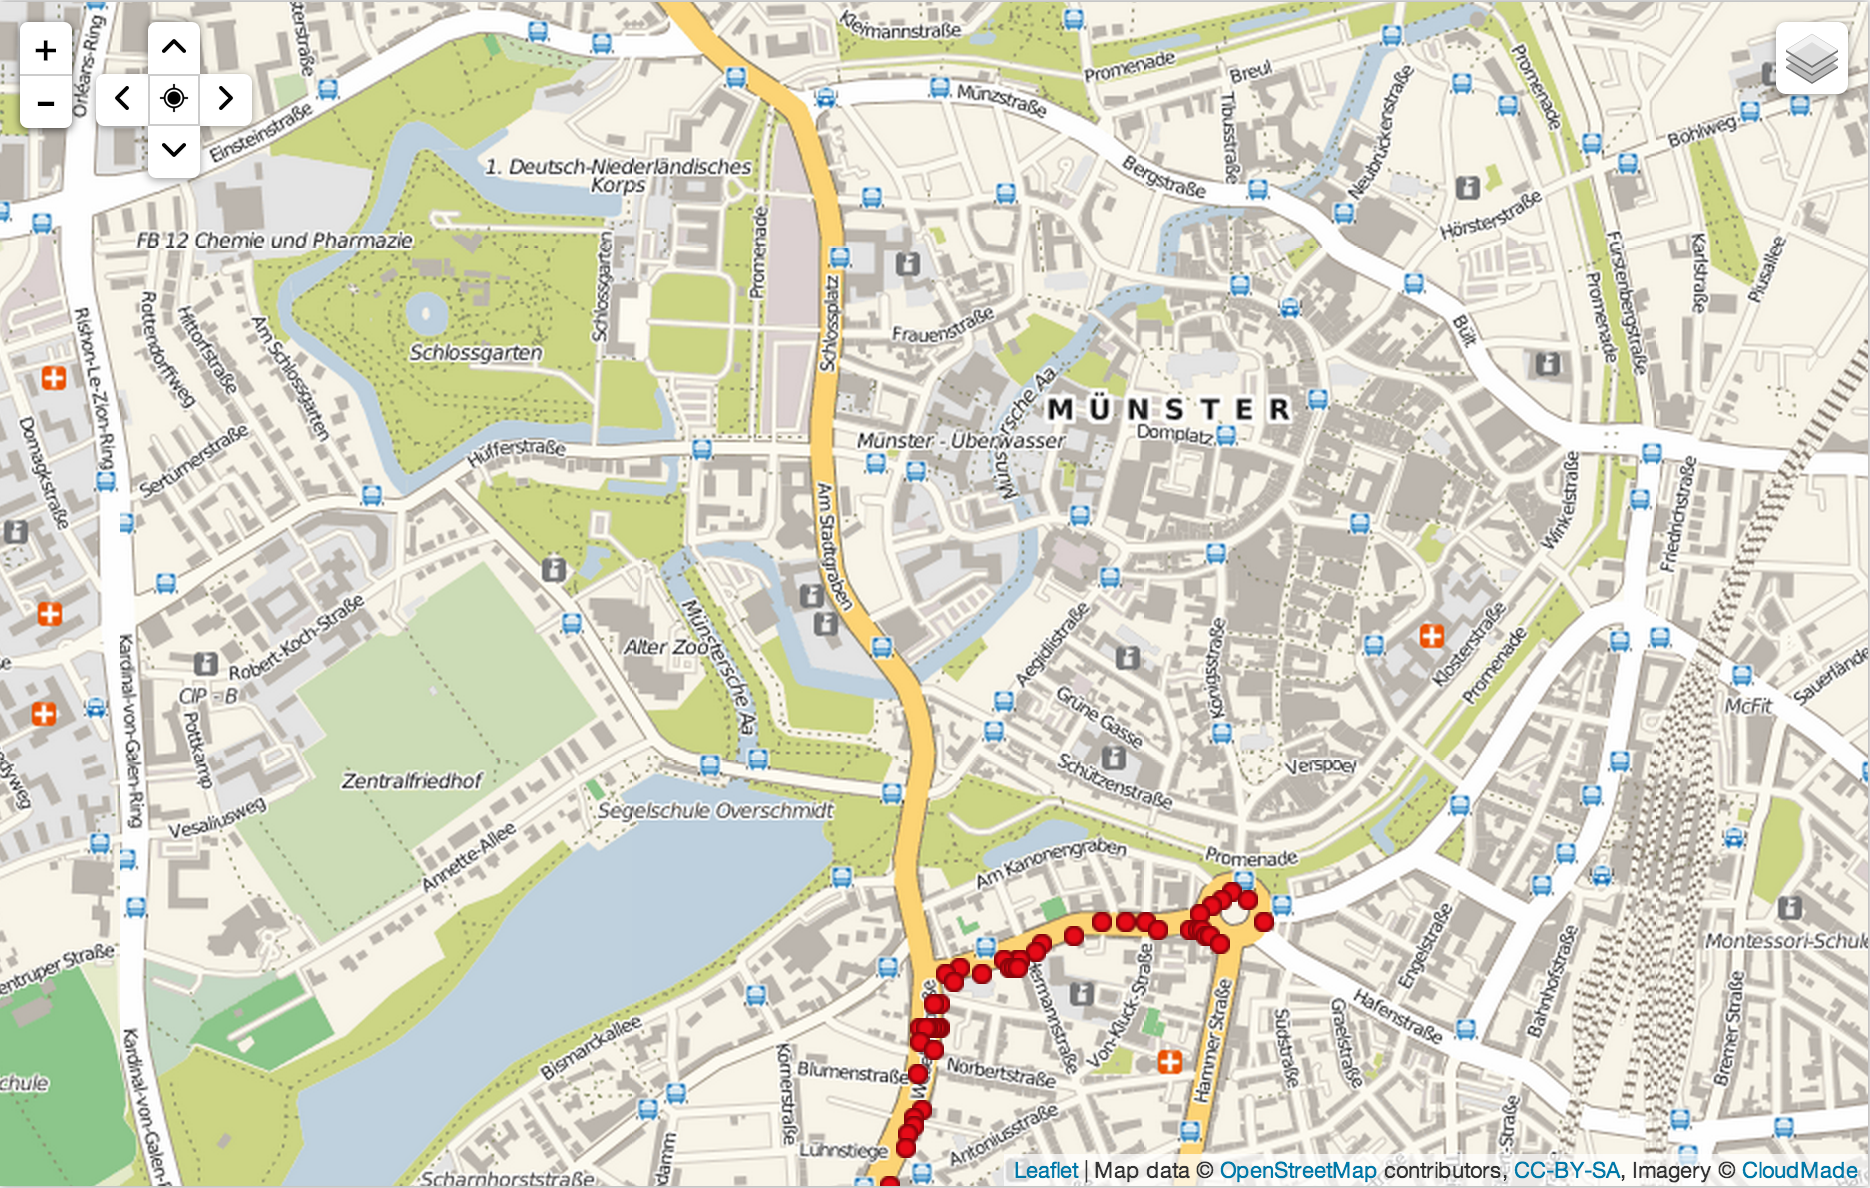 +
−
Orléans-Ring
Kleimannstraße
Promenade
Breul
Promenade
Münzstraße
Tibusstraße
Neubrückenstraße
Bohlweg
Einsteinstraße
1. Deutsch-Niederländisches
Korps
Bergstraße
Hörsterstraße
FB 12 Chemie und Pharmazie
Promenade
Schlossgarten
Schlossplatz
Fürstenbergstraße
Karlstraße
Piusallee
Promenade
Rishon-Le-Zion-Ring
Rottendorffweg
Hittorfstraße
Am Schlossgarten
Schlossgarten
Frauenstraße
Bült
MÜNSTER
Domplatz
Münster - Überwasser
Münstersche Aa
Hüfferstraße
Sertürnerstraße
Domagkstraße
Am Stadtgraben
Winkelstraße
Friedrichstraße
Robert-Koch-Straße
Alter Zoo
Münstersche Aa
Aegidiistraße
Königsstraße
Klosterstraße
Promenade
Kardinal-von-Galen-Ring
CIP - B
Pottkamp
Grüne Gasse
McFit
Zentralfriedhof
Schützenstraße
Verspoel
Segelschule Overschmidt
Vesaliusweg
Annette-Allee
Am Kanonengraben
Promenade
Engelstraße
Bahnhofstraße
Montessori-Schule
Hermannstraße
Von-Kluck-Straße
Hammer Straße
Südstraße
Graelstraße
Hafenstraße
Bremer Straße
Bismarckallee
Körnerstraße
Blumenstraße
Norbertstraße
Kardinal-von-Galen-
Antoniusstraße
Lühnstiege
Scharnhorststraße
Leaflet | Map data © OpenStreetMap contributors, CC-BY-SA, Imagery © CloudMade